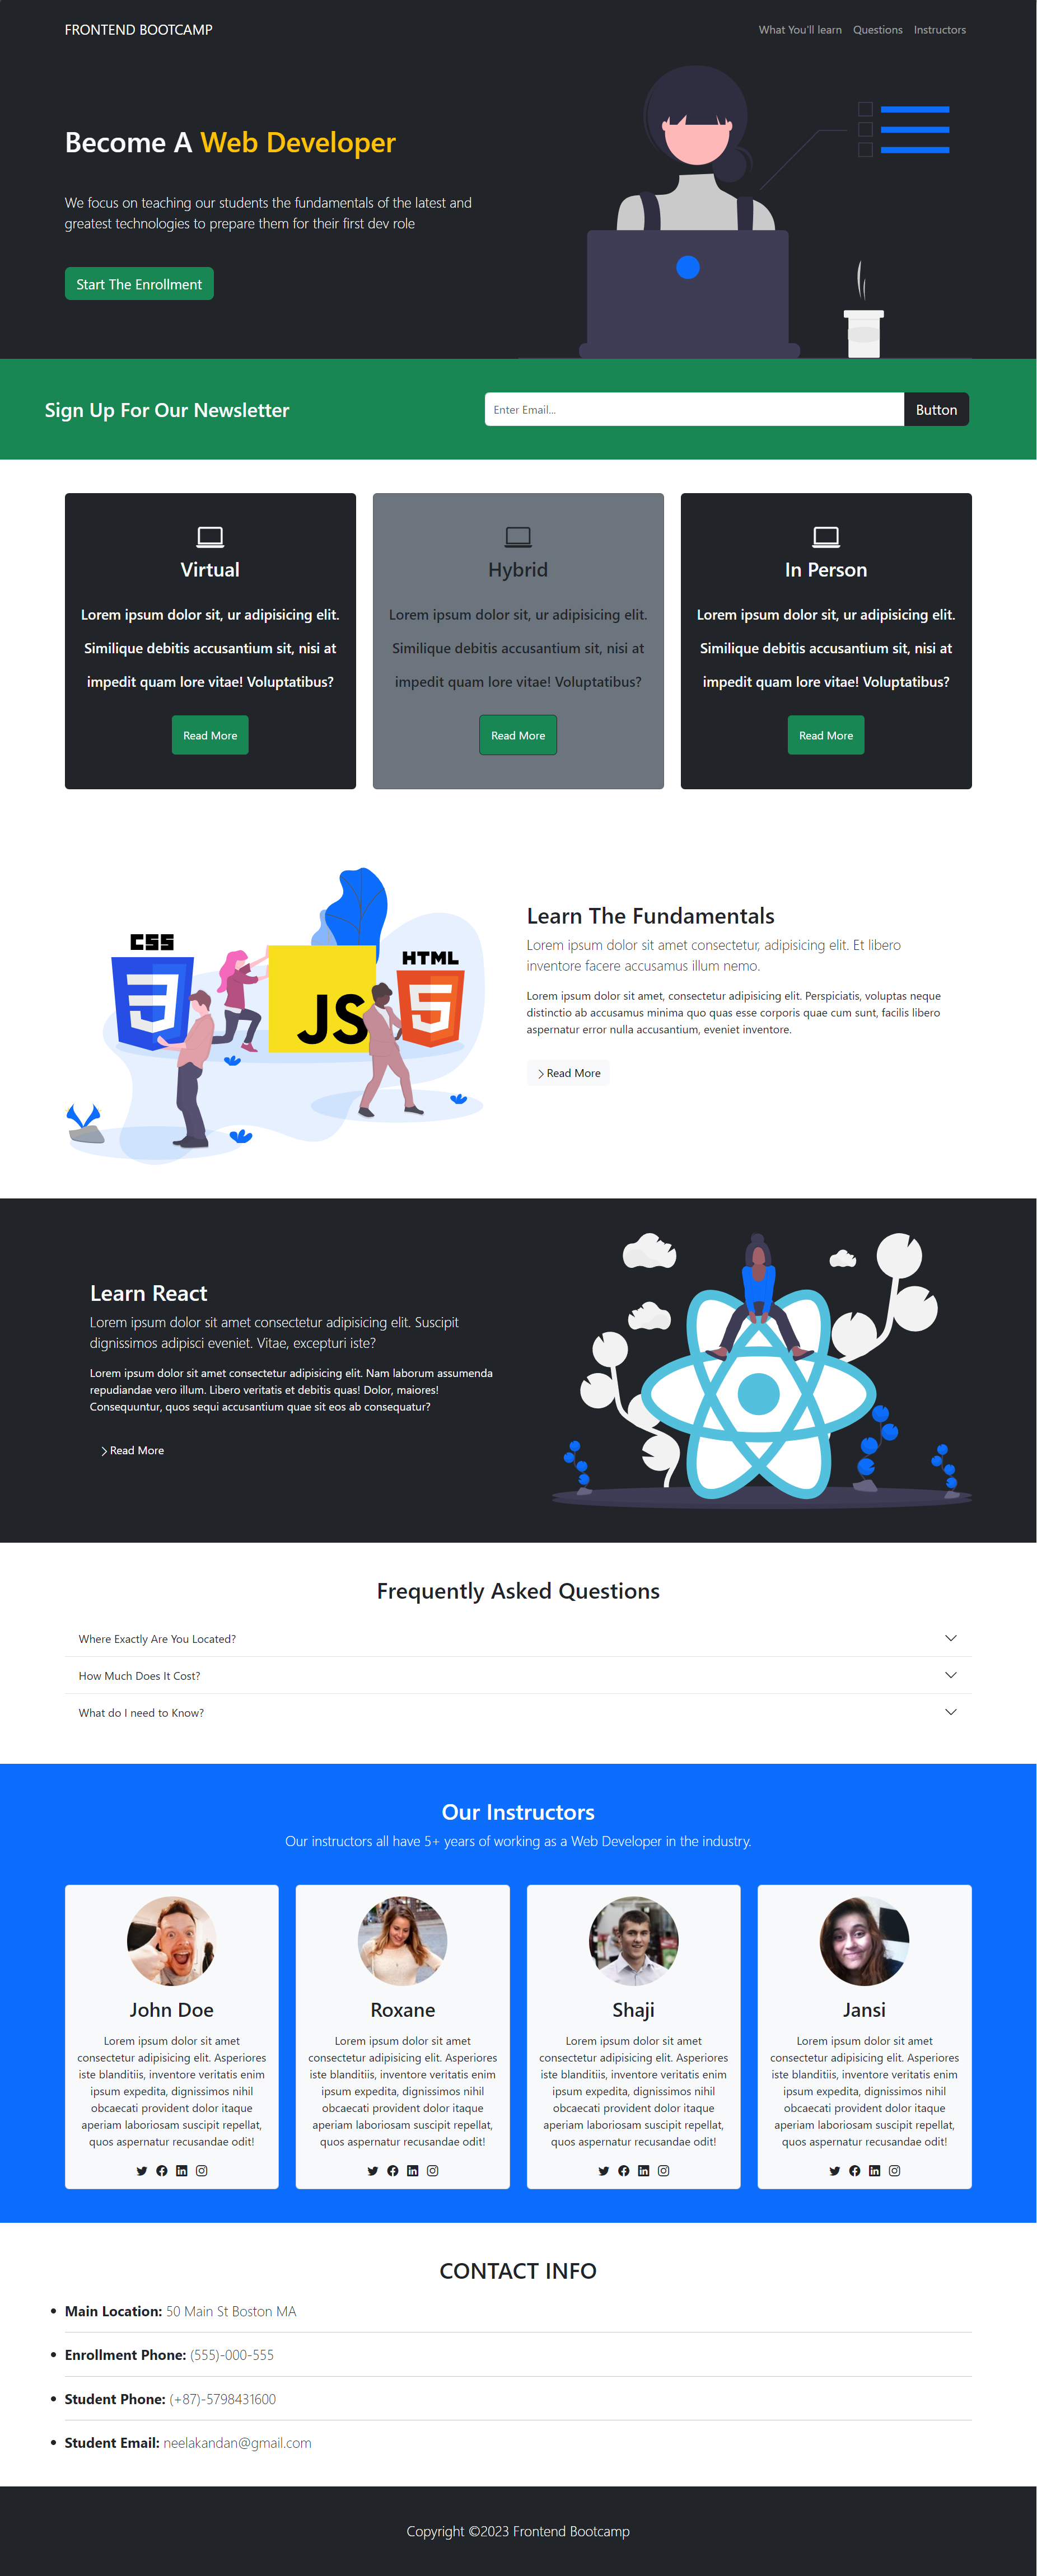 FRONTEND BOOTCAMP
What You'll learn
Questions
Instructors
Become A Web Developer
We focus on teaching our students the fundamentals of the latest and
greatest technologies to prepare them for their first dev role
Start The Enrollment
Sign Up For Our Newsletter
Enter Email...
Button
Virtual
Lorem ipsum dolor sit, ur adipisicing elit.
Similique debitis accusantium sit, nisi at
impedit quam lore vitae! Voluptatibus?
Read More
Hybrid
Lorem ipsum dolor sit, ur adipisicing elit.
Similique debitis accusantium sit, nisi at
impedit quam lore vitae! Voluptatibus?
Read More
In Person
Lorem ipsum dolor sit, ur adipisicing elit.
Similique debitis accusantium sit, nisi at
impedit quam lore vitae! Voluptatibus?
Read More
CSS
3
JS
HTML
5
Learn The Fundamentals
Lorem ipsum dolor sit amet consectetur, adipisicing elit. Et libero
inventore facere accusamus illum nemo.
Lorem ipsum dolor sit amet, consectetur adipisicing elit. Perspiciatis, voluptas neque
distinctio ab accusamus minima quo quas esse corporis quae cum sunt, facilis libero
aspernatur error nulla accusantium, eveniet inventore.
Read More
Learn React
Lorem ipsum dolor sit amet consectetur adipisicing elit. Suscipit
dignissimos adipisci eveniet. Vitae, excepturi iste?
Lorem ipsum dolor sit amet consectetur adipisicing elit. Nam laborum assumenda
repudiandae vero illum. Libero veritatis et debitis quas! Dolor, maiores!
Consequuntur, quos sequi accusantium quae sit eos ab consequatur?
Read More
Frequently Asked Questions
Where Exactly Are You Located?
How Much Does It Cost?
What do I need to Know?
Our Instructors
Our instructors all have 5+ years of working as a Web Developer in the industry.
John Doe
Lorem ipsum dolor sit amet
consectetur adipisicing elit. Asperiores
iste blanditiis, inventore veritatis enim
ipsum expedita, dignissimos nihil
obcaecati provident dolor itaque
aperiam laboriosam suscipit repellat,
quos aspernatur recusandae odit!
Roxane
Lorem ipsum dolor sit amet
consectetur adipisicing elit. Asperiores
iste blanditiis, inventore veritatis enim
ipsum expedita, dignissimos nihil
obcaecati provident dolor itaque
aperiam laboriosam suscipit repellat,
quos aspernatur recusandae odit!
Shaji
Lorem ipsum dolor sit amet
consectetur adipisicing elit. Asperiores
iste blanditiis, inventore veritatis enim
ipsum expedita, dignissimos nihil
obcaecati provident dolor itaque
aperiam laboriosam suscipit repellat,
quos aspernatur recusandae odit!
Jansi
Lorem ipsum dolor sit amet
consectetur adipisicing elit. Asperiores
iste blanditiis, inventore veritatis enim
ipsum expedita, dignissimos nihil
obcaecati provident dolor itaque
aperiam laboriosam suscipit repellat,
quos aspernatur recusandae odit!
CONTACT INFO
• Main Location: 50 Main St Boston MA
• Enrollment Phone: (555)-000-555
• Student Phone: (+87)-5798431600
• Student Email: neelakandan@gmail.com
Copyright ©2023 Frontend Bootcamp